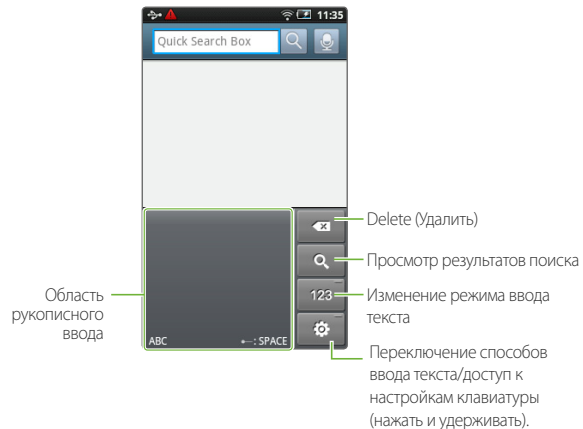 11:35
Quick Search Box
Delete (Удалить)
Просмотр результатов поиска
123
Изменение режима ввода
текста
Область
рукописного
ввода
ABC
: SPACE
Переключение способов
ввода текста/доступ к
настройкам клавиатуры
(нажать и удерживать).